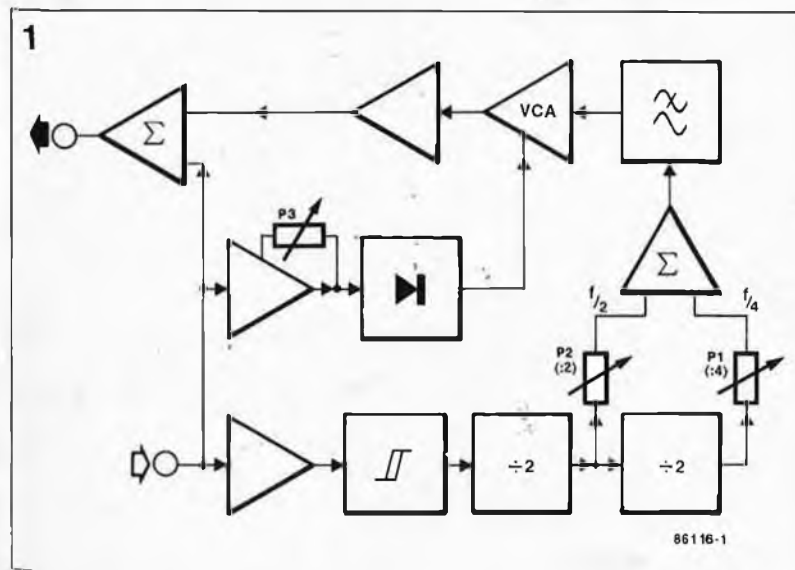 1
Σ
VCA
P3
Σ
f/2
f/4
P2
(:2)
P1
(:4)
÷2
÷2
86116-1